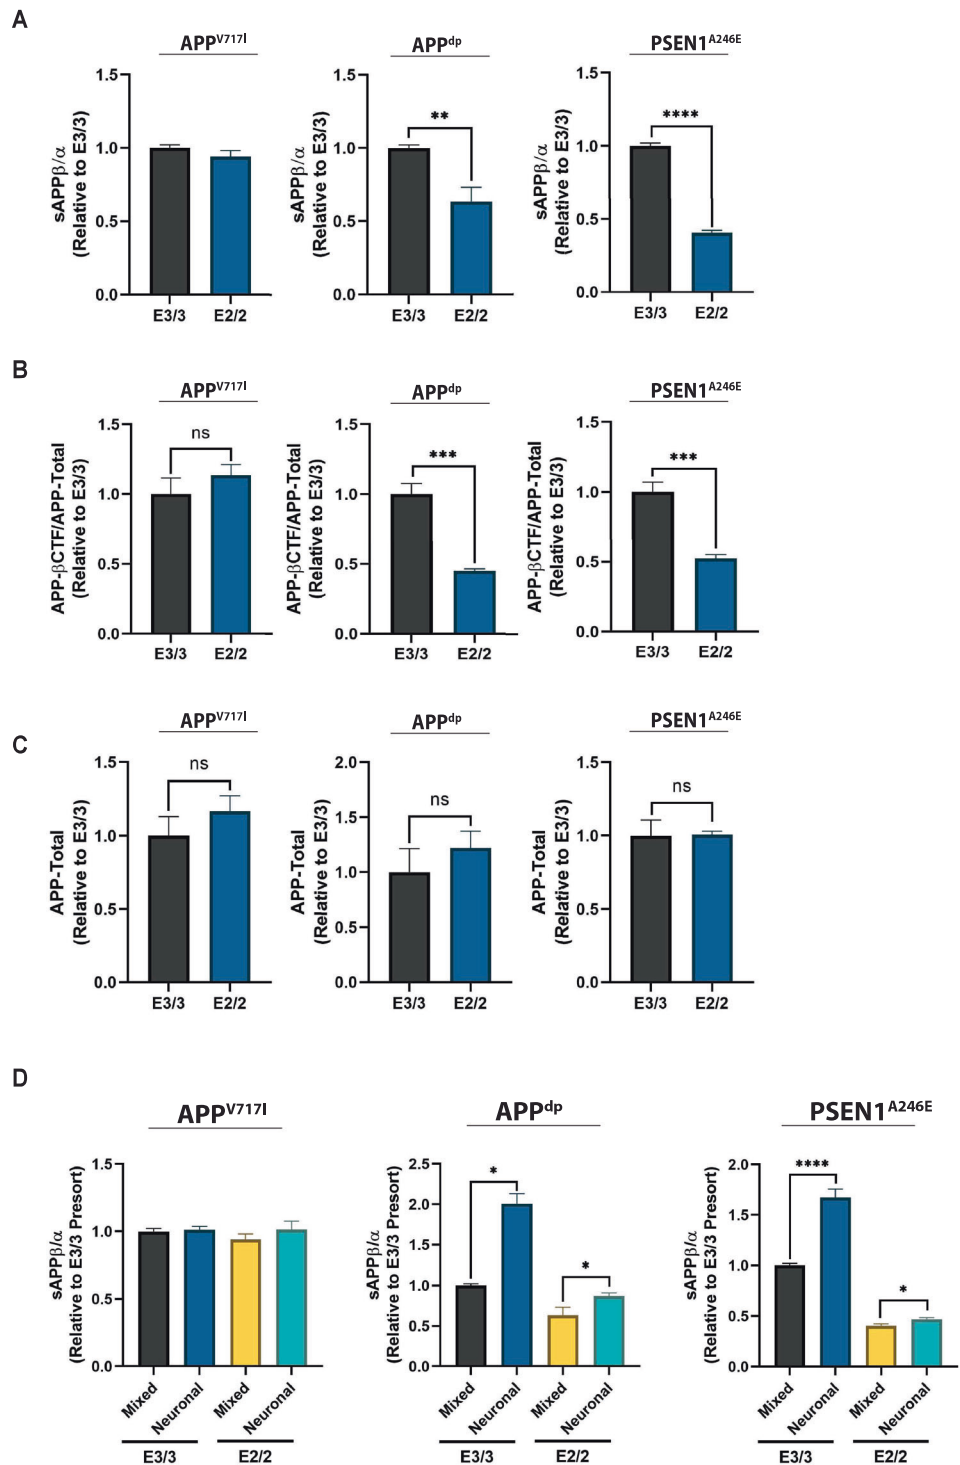 A
APPV717I
APPdp
PSEN1A246E
sAPPβ/α
(Relative to E3/3)
1.5
1.0
0.5
0.0
E3/3
E2/2
sAPPβ/α
(Relative to E3/3)
1.5
1.0
0.5
0.0
**
E3/3
E2/2
sAPPβ/α
(Relative to E3/3)
1.5
1.0
0.5
0.0
****
E3/3
E2/2
B
APPV717I
APPdp
PSEN1A246E
APP-βCTF/APP-Total
(Relative to E3/3)
1.5
1.0
0.5
0.0
ns
E3/3
E2/2
APP-βCTF/APP-Total
(Relative to E3/3)
1.5
1.0
0.5
0.0
***
E3/3
E2/2
APP-βCTF/APP-Total
(Relative to E3/3)
1.5
1.0
0.5
0.0
***
E3/3
E2/2
C
APPV717I
APPdp
PSEN1A246E
APP-Total
(Relative to E3/3)
1.5
1.0
0.5
0.0
ns
E3/3
E2/2
APP-Total
(Relative to E3/3)
2.0
1.5
1.0
0.5
0.0
ns
E3/3
E2/2
APP-Total
(Relative to E3/3)
1.5
1.0
0.5
0.0
ns
E3/3
E2/2
D
APPV717I
APPdp
PSEN1A246E
sAPPβ/α
(Relative to E3/3 Presort)
1.5
1.0
0.5
0.0
Mixed
Neuronal
Mixed
Neuronal
E3/3
E2/2
sAPPβ/α
(Relative to E3/3 Presort)
2.5
2.0
1.5
1.0
0.5
0.0
*
*
Mixed
Neuronal
Mixed
Neuronal
E3/3
E2/2
sAPPβ/α
(Relative to E3/3 Presort)
2.0
1.5
1.0
0.5
0.0
****
*
Mixed
Neuronal
Mixed
Neuronal
E3/3
E2/2